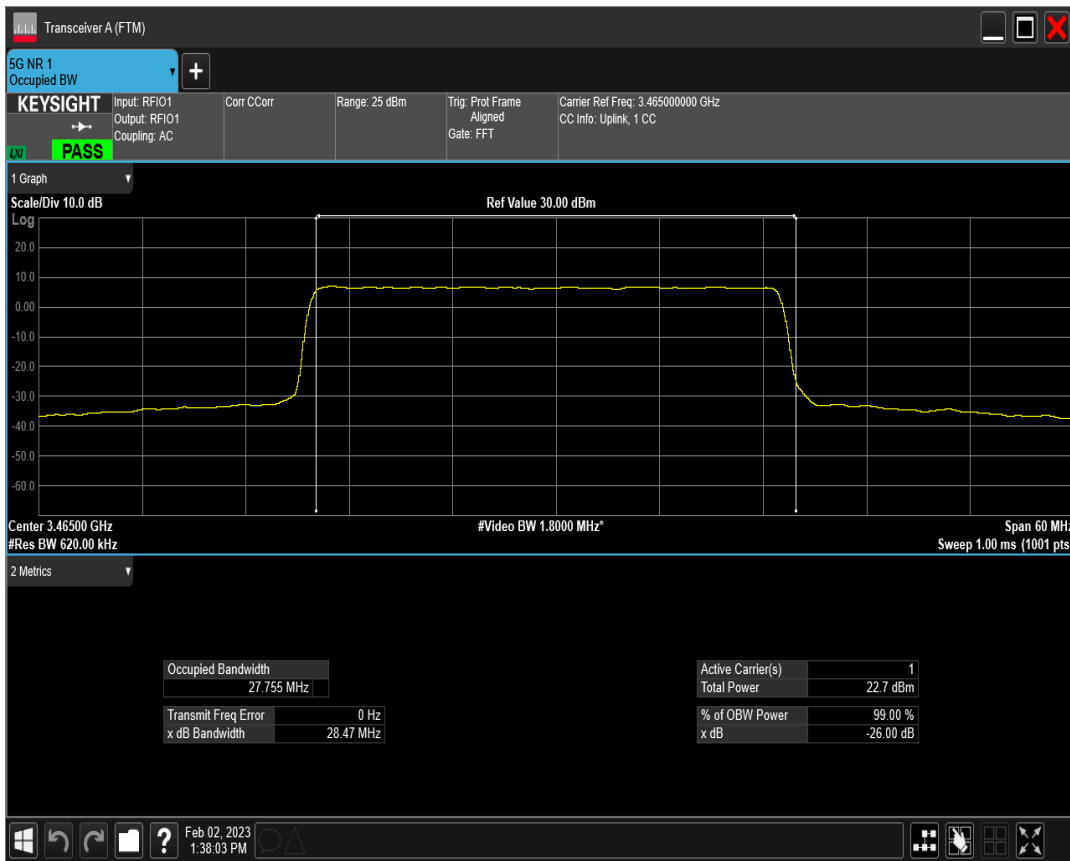 Transceiver A (FTM)
5G NR 1
Occupied BW
+
KEYSIGHT
LXI
PASS
Input: RFIO1
Output: RFIO1
Coupling: AC
Corr CCorr
Range: 25 dBm
Trig: Prot Frame
Aligned
Gate: FFT
Carrier Ref Freq: 3.465000000 GHz
CC Info: Uplink, 1 CC
1 Graph
Scale/Div 10.0 dB
Ref Value 30.00 dBm
Log
20.0
10.0
0.00
-10.0
-20.0
-30.0
-40.0
-50.0
-60.0
Center 3.46500 GHz
#Video BW 1.8000 MHz*
Span 60 MHz
#Res BW 620.00 kHz
Sweep 1.00 ms (1001 pts
2 Metrics
Occupied Bandwidth
27.755 MHz
Transmit Freq Error 0 Hz
x dB Bandwidth 28.47 MHz
Active Carrier(s) 1
Total Power 22.7 dBm
% of OBW Power 99.00 %
x dB -26.00 dB
?
Feb 02, 2023
1:38:03 PM